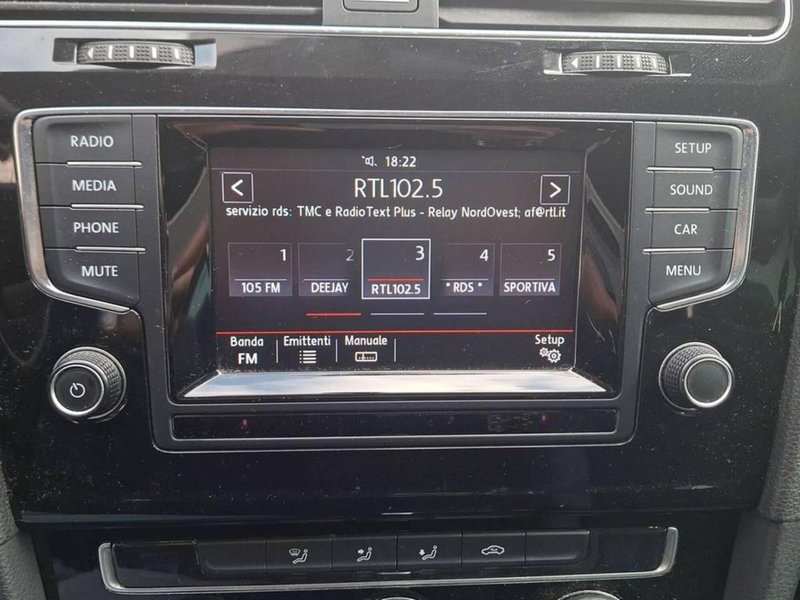 RADIO
MEDIA
PHONE
MUTE
18:22
< RTL102.5 >
servizio rds: TMC e RadioText Plus - Relay NordOvest; af@rtl.it
1 2 3 4 5
105 FM DEEJAY RTL102.5 *RDS* SPORTIVA
Banda Emittenti Manuale Setup
FM
SETUP
SOUND
CAR
MENU